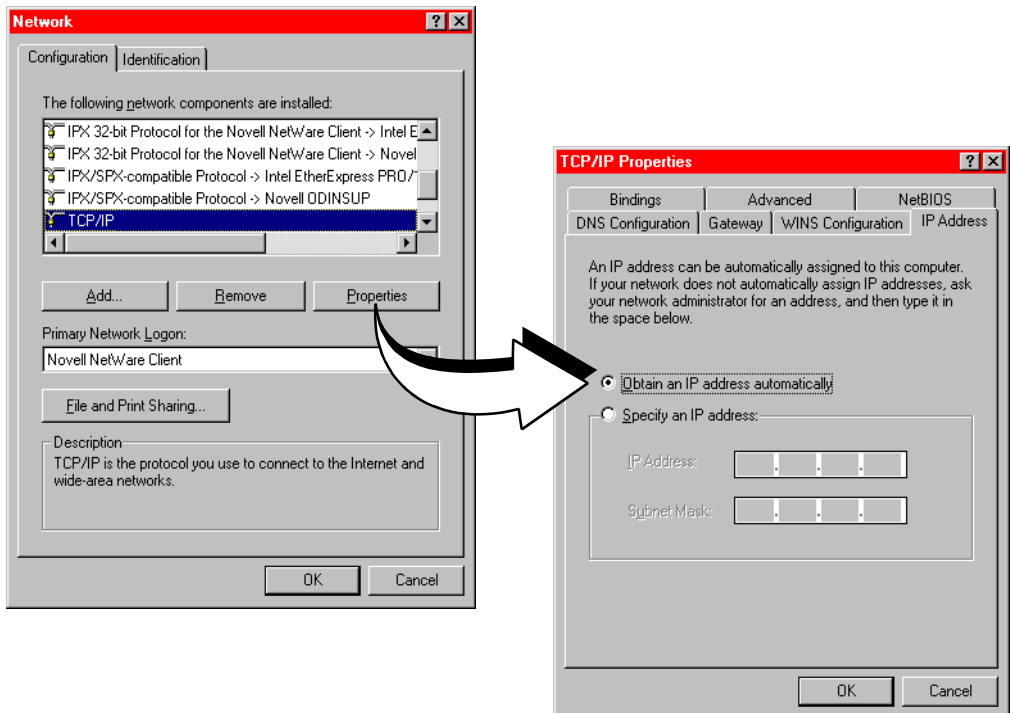 Network
Configuration
Identification
The following network components are installed:
IPX 32-bit Protocol for the Novell NetWare Client -> Intel E
IPX 32-bit Protocol for the Novell NetWare Client -> Novel
IPX/SPX-compatible Protocol -> Intel EtherExpress PRO/
IPX/SPX-compatible Protocol -> Novell ODINSUP
TCP/IP
Add...
Remove
Properties
Primary Network Logon:
Novell NetWare Client
File and Print Sharing...
Description
TCP/IP is the protocol you use to connect to the Internet and
wide-area networks.
OK
Cancel
TCP/IP Properties
Bindings
Advanced
NetBIOS
DNS Configuration
Gateway
WINS Configuration
IP Address
An IP address can be automatically assigned to this computer.
If your network does not automatically assign IP addresses, ask
your network administrator for an address, and then type it in
the space below.
Obtain an IP address automatically
Specify an IP address:
IP Address:
Subnet Mask:
OK
Cancel